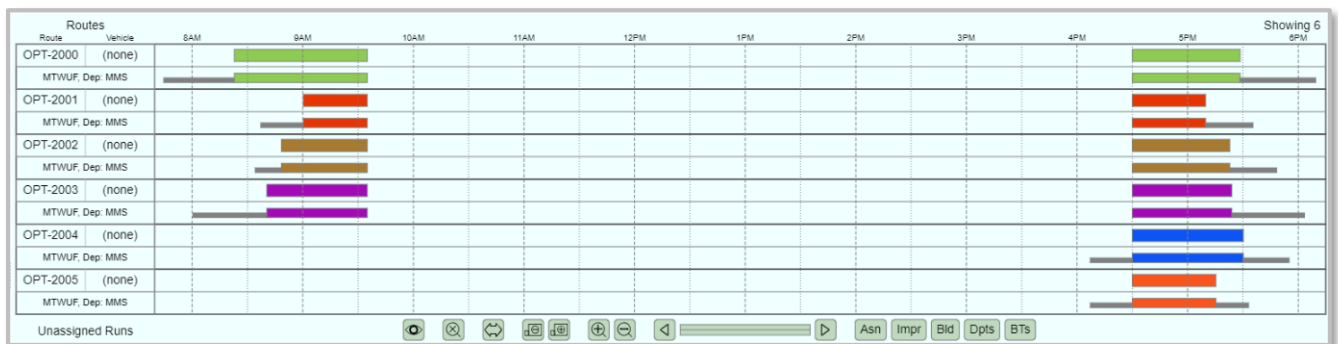 Routes Showing 6
Route Vehicle 8AM 9AM 10AM 11AM 12PM 1PM 2PM 3PM 4PM 5PM 6PM
OPT-2000 (none)
MTWUF, Dep: MMS
OPT-2001 (none)
MTWUF, Dep: MMS
OPT-2002 (none)
MTWUF, Dep: MMS
OPT-2003 (none)
MTWUF, Dep: MMS
OPT-2004 (none)
MTWUF, Dep: MMS
OPT-2005 (none)
MTWUF, Dep: MMS
Unassigned Runs Asn Impr Bld Dpts BTs